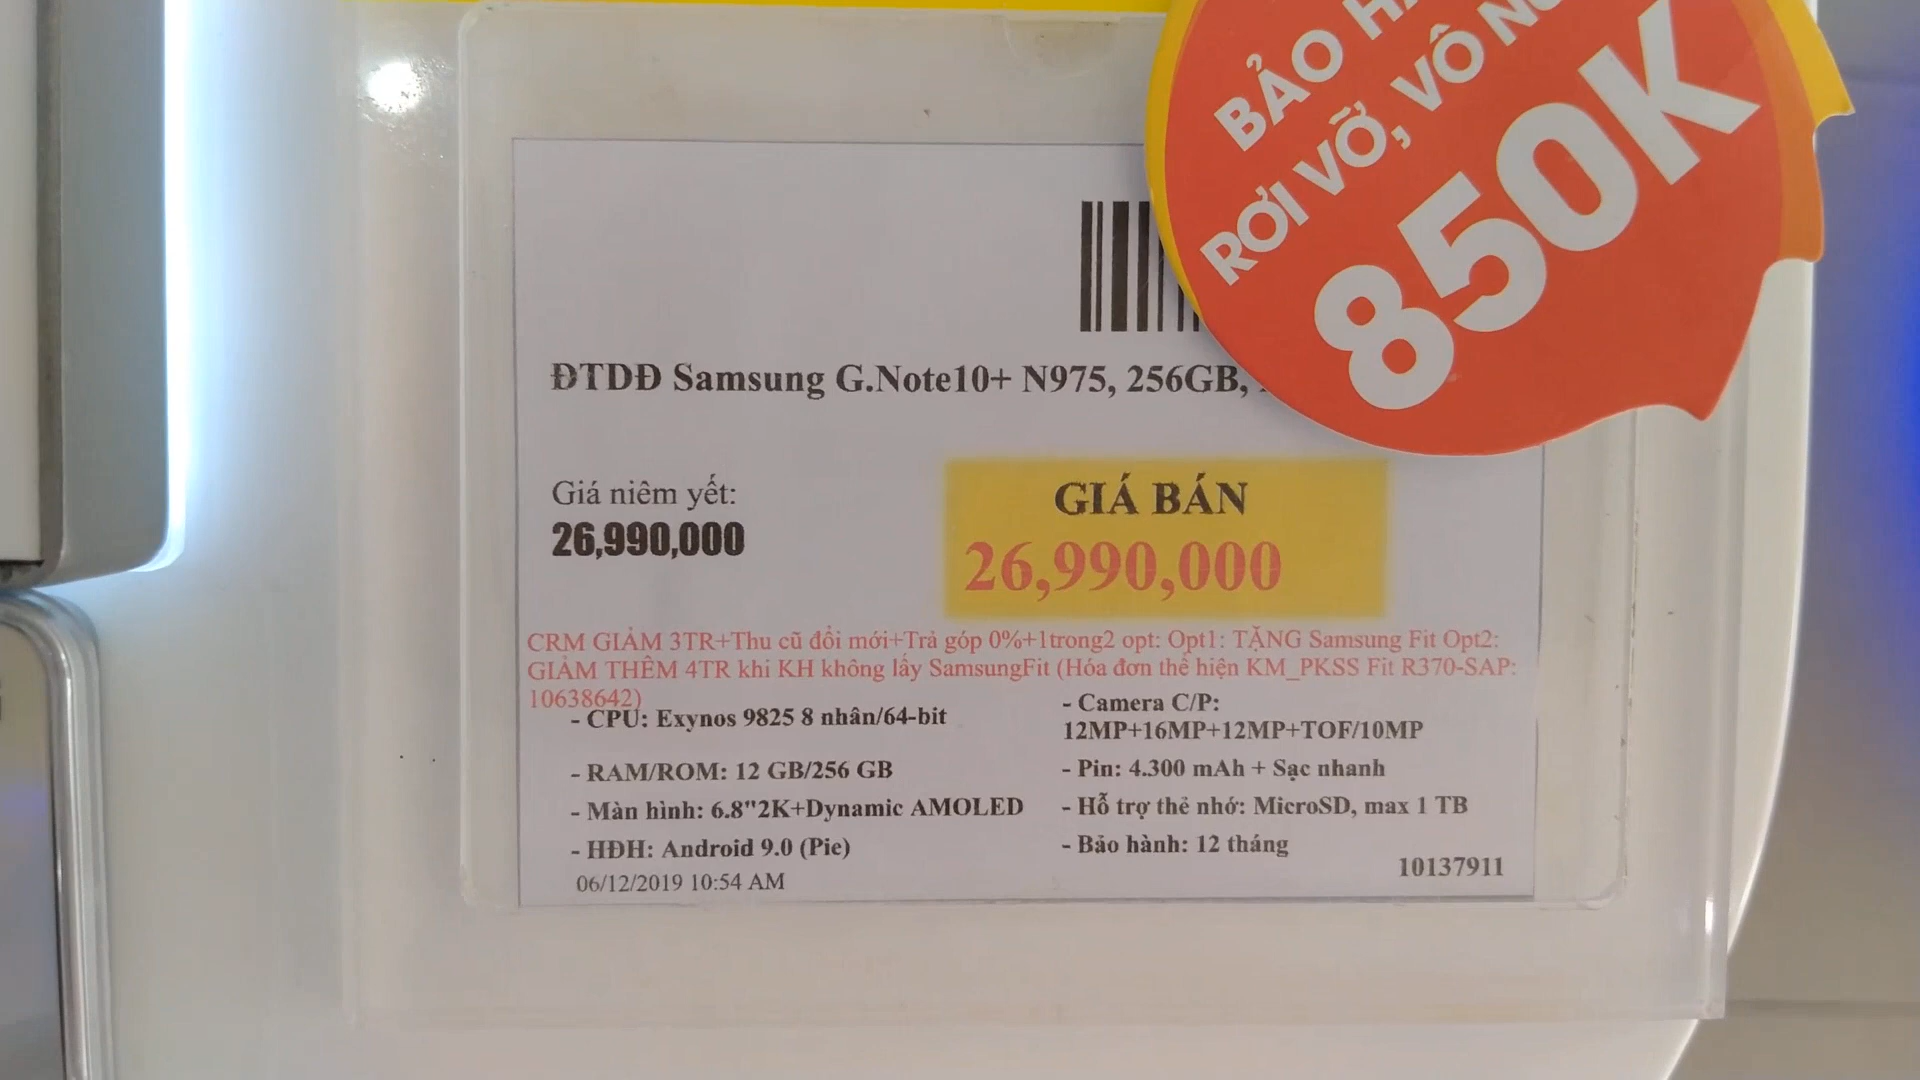 BẢO
RƠI VỠ, VÔ
850K
ĐTDĐ Samsung G.Note10+ N975, 256GB,
Giá niêm yết:
26,990,000
GIÁ BÁN
26,990,000
CRM GIẢM 3TR+Thu cũ đổi mới+Trả góp 0%+1trong2 opt: Opt1: TẶNG Samsung Fit Opt2:
GIẢM THÊM 4TR khi KH không lấy SamsungFit (Hóa đơn thể hiện KM_PKSS Fit R370-SAP:
10638642)
- CPU: Exynos 9825 8 nhân/64-bit
- RAM/ROM: 12 GB/256 GB
- Màn hình: 6.8"2K+Dynamic AMOLED
- HĐH: Android 9.0 (Pie)
06/12/2019 10:54 AM
- Camera C/P:
12MP+16MP+12MP+TOF/10MP
- Pin: 4.300 mAh + Sạc nhanh
- Hỗ trợ thẻ nhớ: MicroSD, max 1 TB
- Bảo hành: 12 tháng
10137911